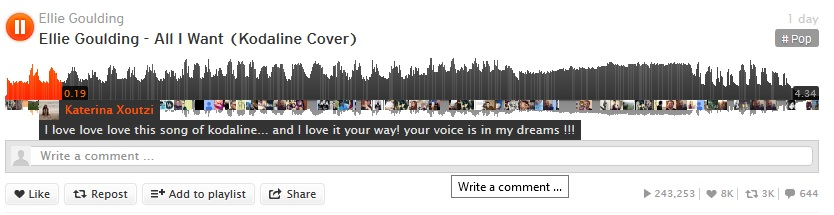 Ellie Goulding
1 day
Ellie Goulding - All I Want (Kodaline Cover)
# Pop
0.19
4.34
Katerina Xoutzi
I love love love this song of kodaline... and I love it your way! your voice is in my dreams !!!
Write a comment ...
Like Repost Add to playlist Share
Write a comment ...
243,253 8K 3K 644